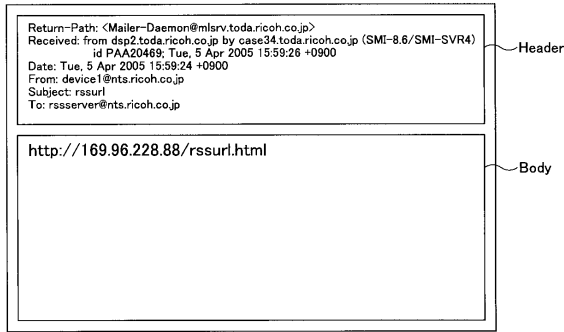 Return-Path: <Mailer-Daemon@mlsrv.toda.ricoh.co.jp>
Received: from dsp2.toda.ricoh.co.jp by case34.toda.ricoh.co.jp (SMI-8.6/SMI-SVR4)
id PAA20469; Tue, 5 Apr 2005 15:59:26 +0900
Date: Tue, 5 Apr 2005 15:59:24 +0900
From: device1@nts.ricoh.co.jp
Subject: rssurl
To: rssserver@nts.ricoh.co.jp
Header
http://169.96.228.88/rssurl.html
Body